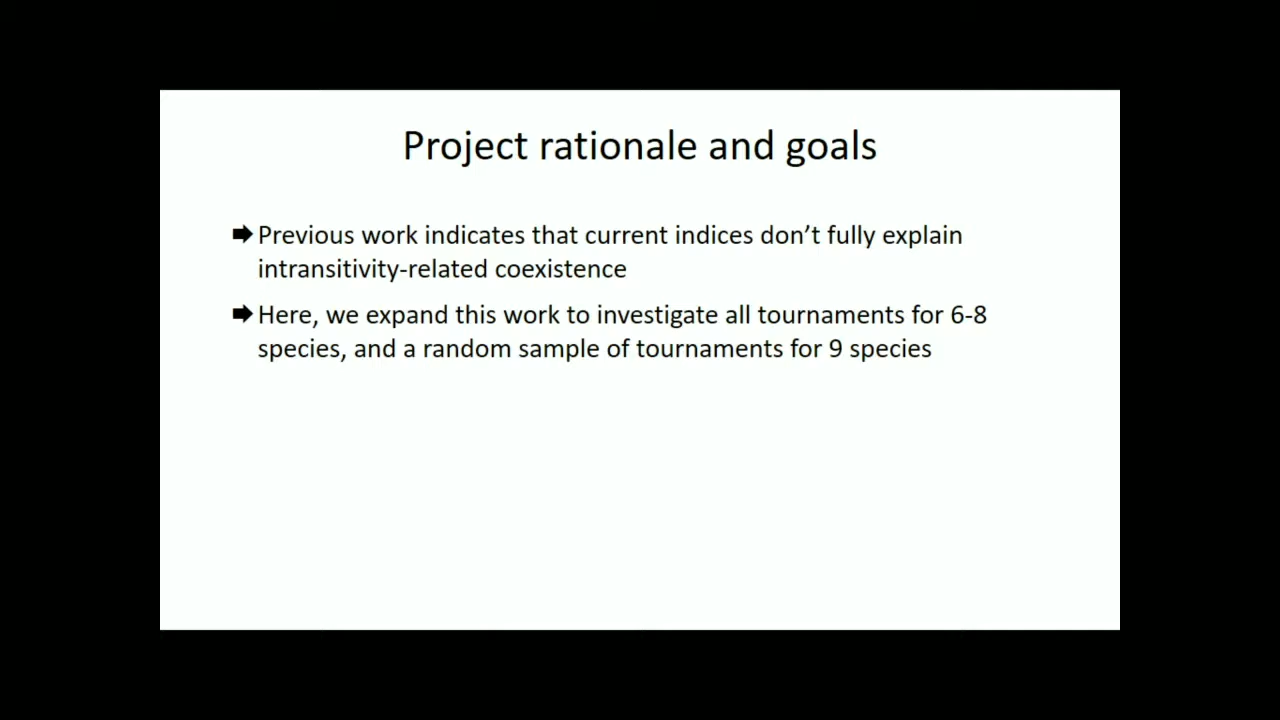 Project rationale and goals
➡Previous work indicates that current indices don’t fully explain
intransitivity-related coexistence
➡Here, we expand this work to investigate all tournaments for 6-8
species, and a random sample of tournaments for 9 species